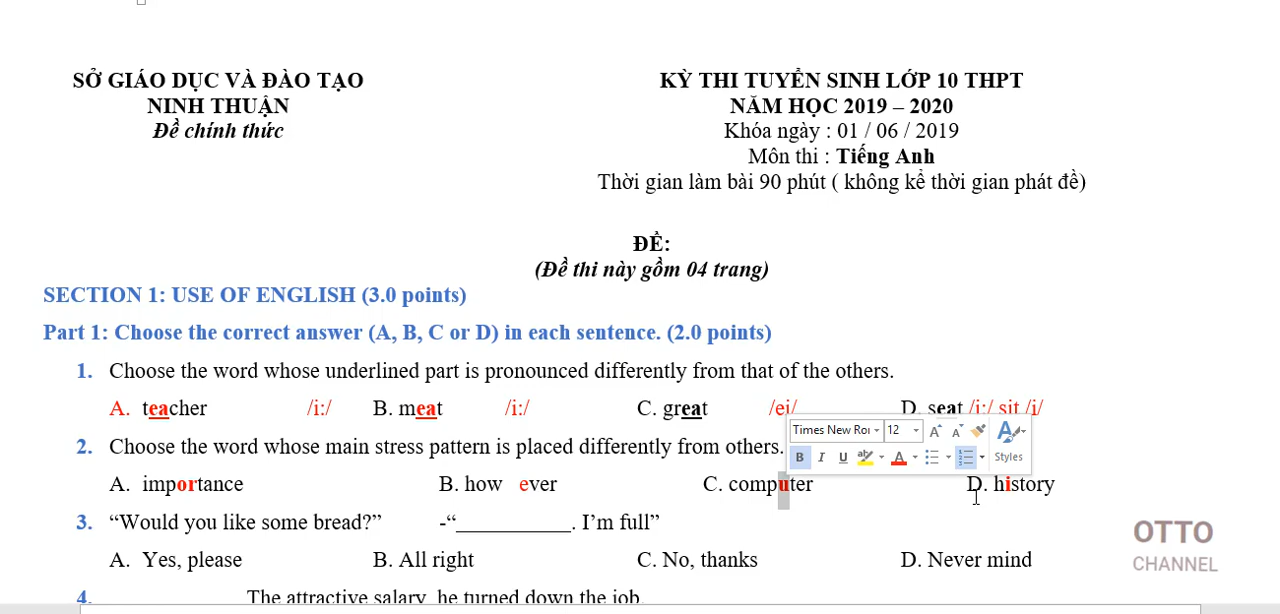 SỞ GIÁO DỤC VÀ ĐÀO TẠO
NINH THUẬN
Đề chính thức
KỲ THI TUYỂN SINH LỚP 10 THPT
NĂM HỌC 2019 – 2020
Khóa ngày : 01 / 06 / 2019
Môn thi : Tiếng Anh
Thời gian làm bài 90 phút ( không kể thời gian phát đề)
ĐỀ:
(Đề thi này gồm 04 trang)
SECTION 1: USE OF ENGLISH (3.0 points)
Part 1: Choose the correct answer (A, B, C or D) in each sentence. (2.0 points)
1. Choose the word whose underlined part is pronounced differently from that of the others.
A. teacher /i:/ B. meat /i:/ C. great /ei/ D. seat /i:/ sit /i/
2. Choose the word whose main stress pattern is placed differently from others.
Times New Roı 12
B I U Styles
A. importance B. how ever C. computer D. history
3. “Would you like some bread?” -“___________. I’m full”
A. Yes, please B. All right C. No, thanks D. Never mind
4. The attractive salary, he turned down the job.
OTTO
CHANNEL